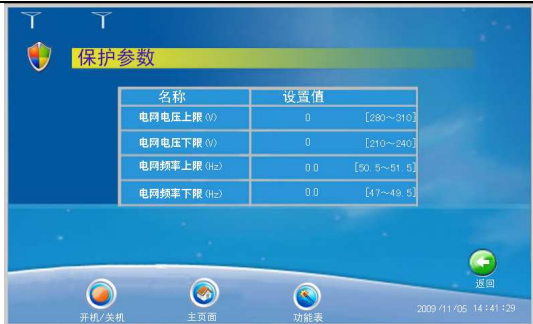 保护参数
名称 设置值
电网电压上限(V) 0 [280～310]
电网电压下限(V) 0 [210～240]
电网频率上限(Hz) 0.0 [50.5～51.5]
电网频率下限(Hz) 0.0 [47～49.5]
返回
开机/关机 主页面 功能表 2009/11/05 14:41:29